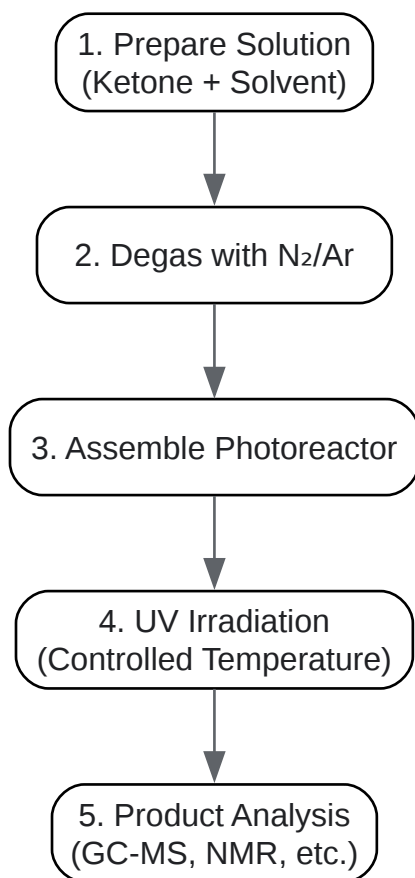 1. Prepare Solution
(Ketone + Solvent)
2. Degas with N₂/Ar
3. Assemble Photoreactor
4. UV Irradiation
(Controlled Temperature)
5. Product Analysis
(GC-MS, NMR, etc.)